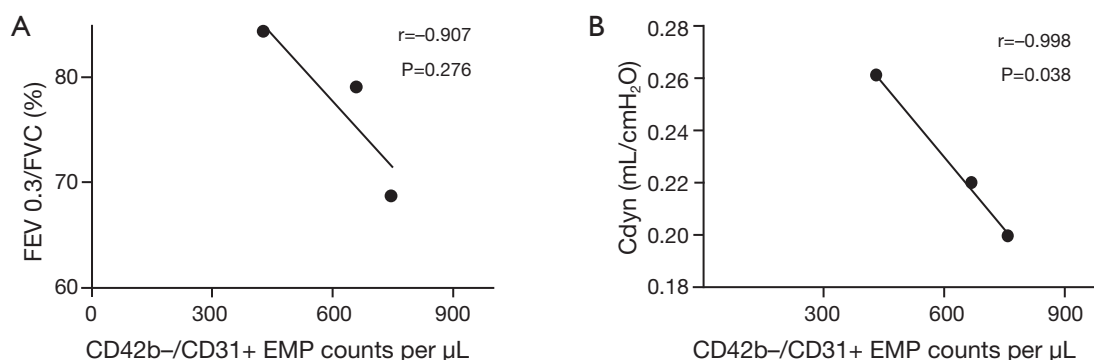 A
r=–0.907
P=0.276
FEV 0.3/FVC (%)
80
70
60
0
300
600
900
CD42b–/CD31+ EMP counts per µL
B
r=–0.998
P=0.038
Cdyn (mL/cmH₂O)
0.28
0.26
0.24
0.22
0.20
0.18
300
600
900
CD42b–/CD31+ EMP counts per µL